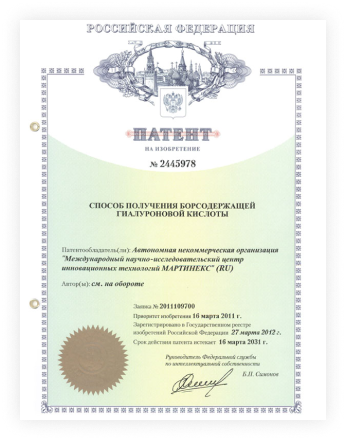 РОССИЙСКАЯ ФЕДЕРАЦИЯ
ПАТЕНТ
НА ИЗОБРЕТЕНИЕ
№ 2445978
СПОСОБ ПОЛУЧЕНИЯ БОРСОДЕРЖАЩЕЙ
ГИАЛУРОНОВОЙ КИСЛОТЫ
Патентообладатель(ли): Автономная некоммерческая организация
"Международный научно-исследовательский центр
инновационных технологий МАРТИНЕКС" (RU)
Автор(ы): см. на обороте
Заявка № 2011109700
Приоритет изобретения 16 марта 2011 г.
Зарегистрировано в Государственном реестре
изобретений Российской Федерации 27 марта 2012 г.
Срок действия патента истекает 16 марта 2031 г.
Руководитель Федеральной службы
по интеллектуальной собственности
Б.П. Симонов